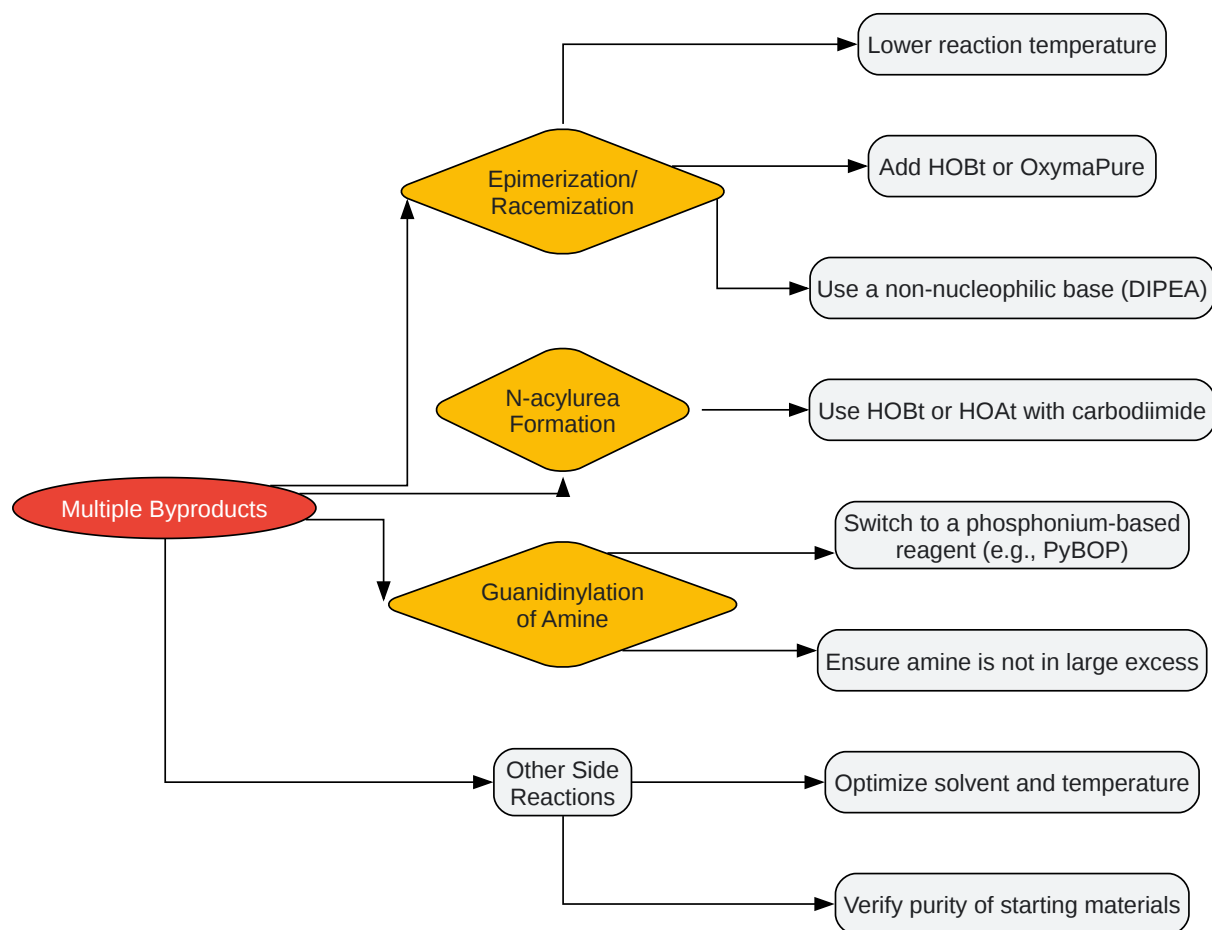 Lower reaction temperature
Epimerization/
Racemization
Add HOBt or OxymaPure
Use a non-nucleophilic base (DIPEA)
N-acylurea
Formation
Use HOBt or HOAt with carbodiimide
Multiple Byproducts
Switch to a phosphonium-based
reagent (e.g., PyBOP)
Guanidinylation
of Amine
Ensure amine is not in large excess
Other Side
Reactions
Optimize solvent and temperature
Verify purity of starting materials